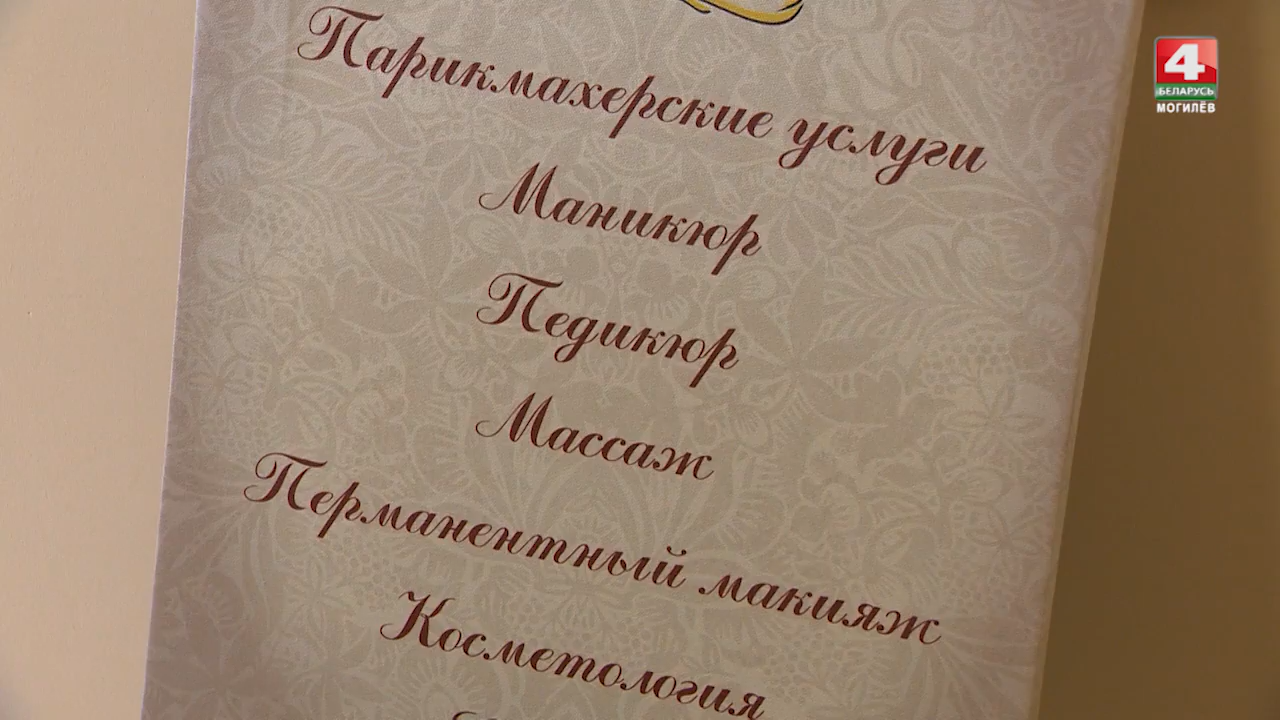 Парикмахерские услуги
Маникюр
Педикюр
Массаж
Перманентный макияж
Косметология
4
БЕЛАРУСЬ
МОГИЛЁВ